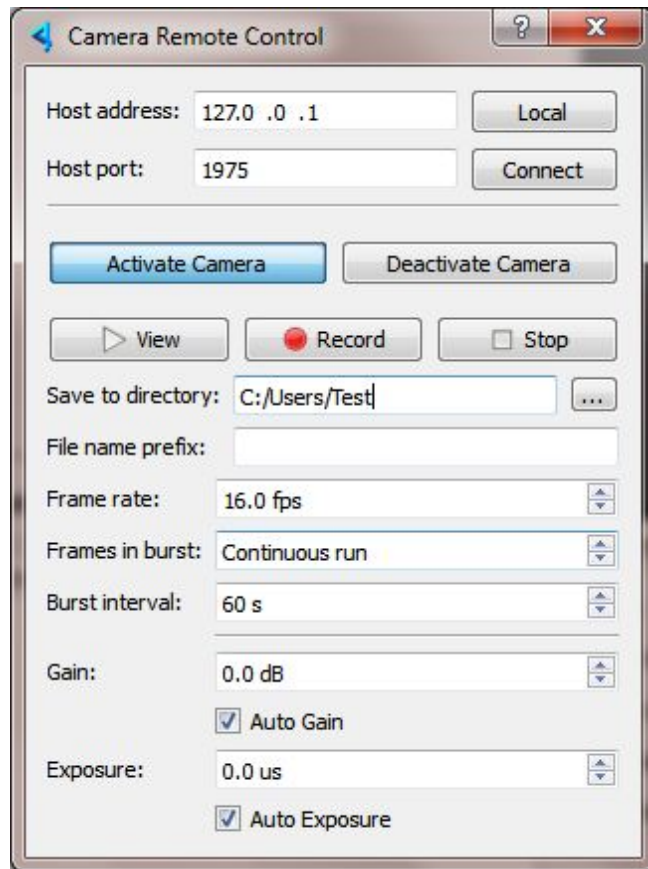 Camera Remote Control
Host address: 127.0 .0 .1 Local
Host port: 1975 Connect
Activate Camera Deactivate Camera
View Record Stop
Save to directory: C:/Users/Test ...
File name prefix:
Frame rate: 16.0 fps
Frames in burst: Continuous run
Burst interval: 60 s
Gain: 0.0 dB
Auto Gain
Exposure: 0.0 us
Auto Exposure